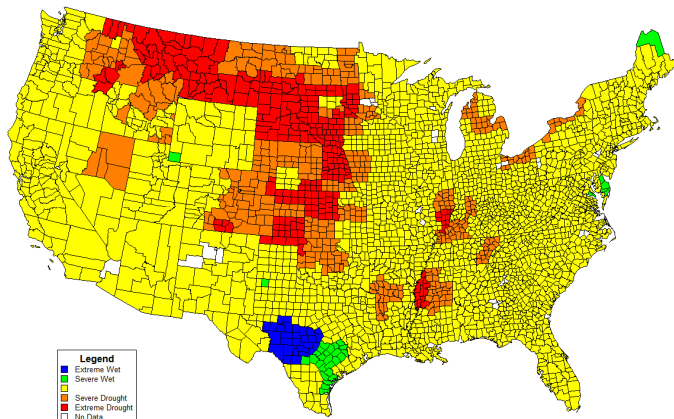 Legend
Extreme Wet
Severe Wet
Severe Drought
Extreme Drought
No Data